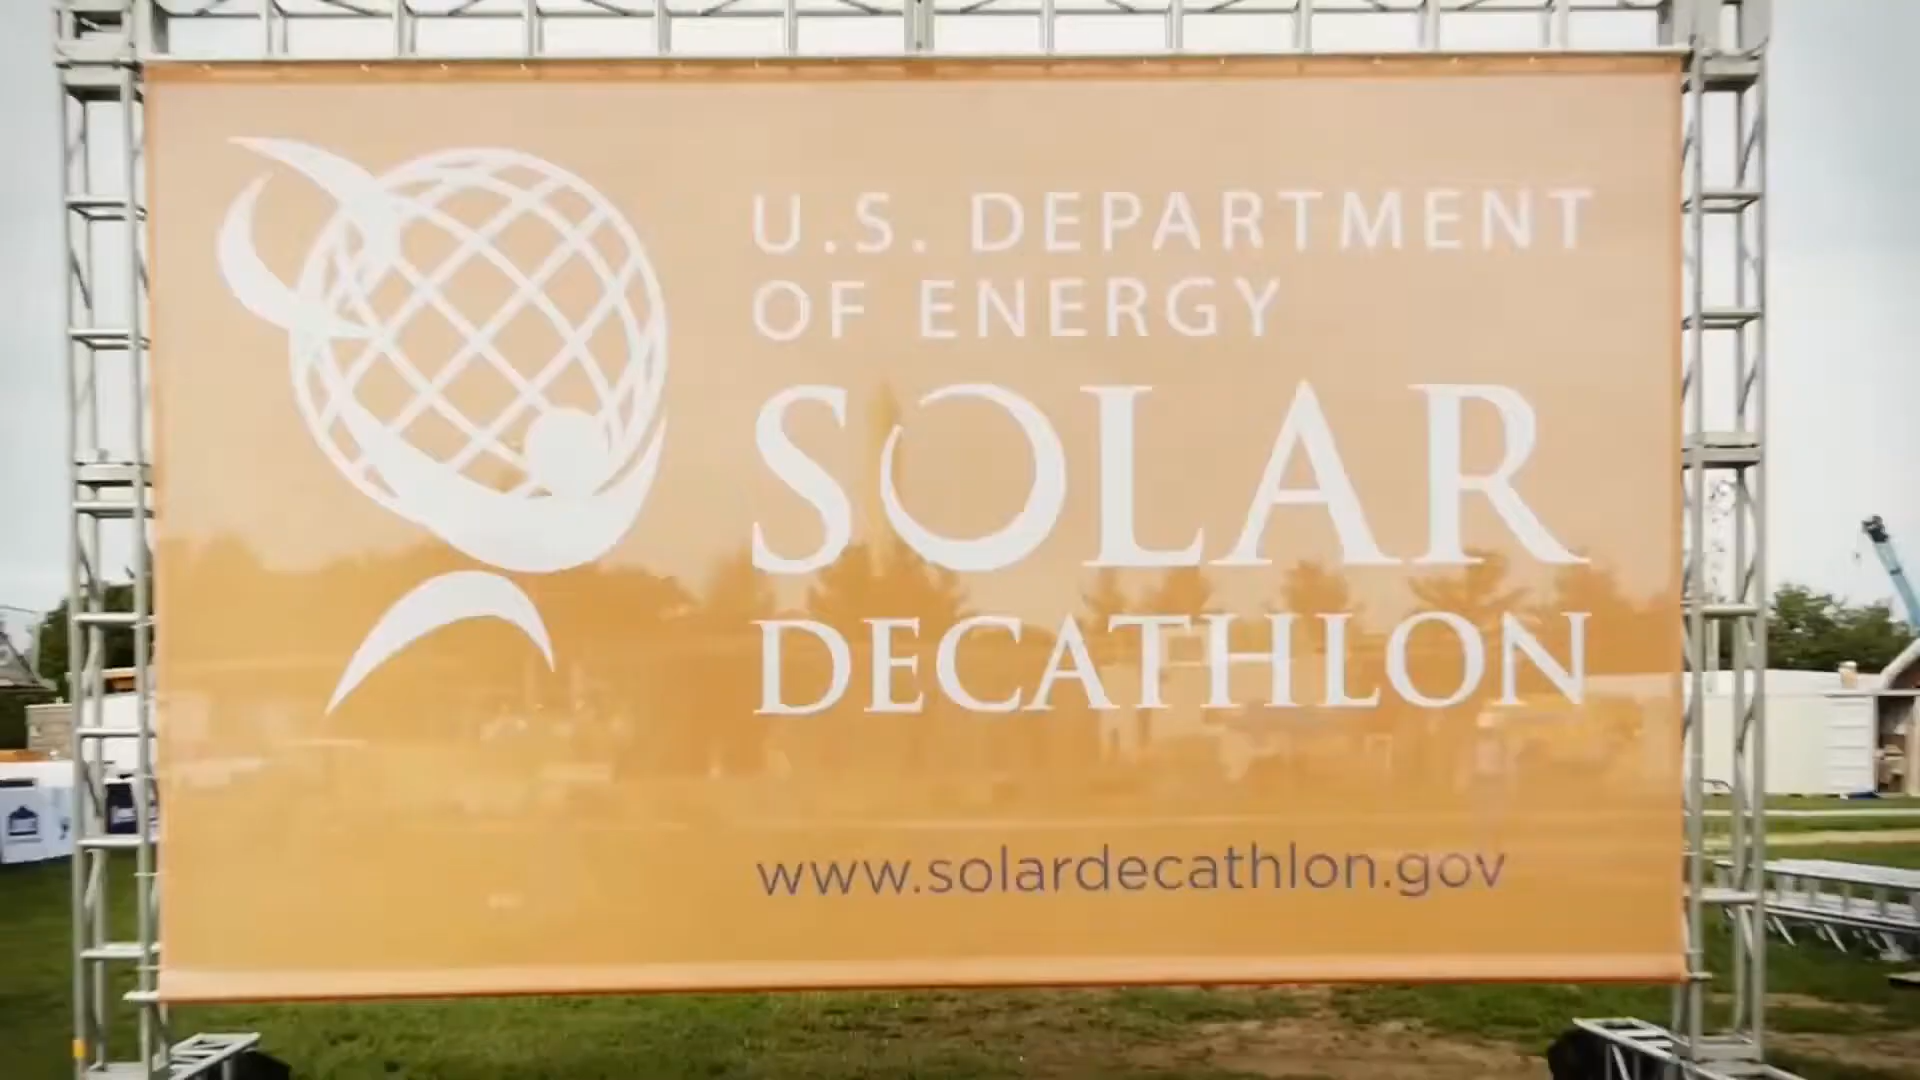 U.S. DEPARTMENT
OF ENERGY
SOLAR
DECATHLON
www.solardecathlon.gov